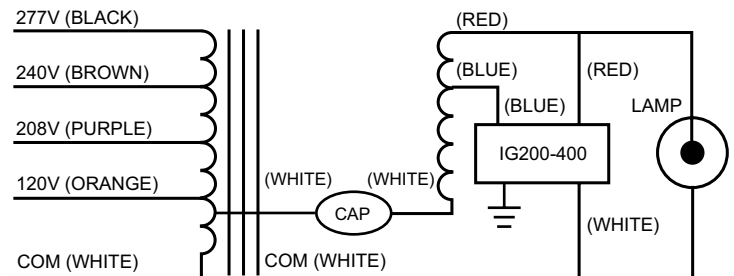 277V (BLACK)
240V (BROWN)
208V (PURPLE)
120V (ORANGE)
COM (WHITE)
COM (WHITE)
(WHITE)
CAP
(WHITE)
(RED)
(BLUE)
(BLUE)
(RED)
IG200-400
(WHITE)
LAMP